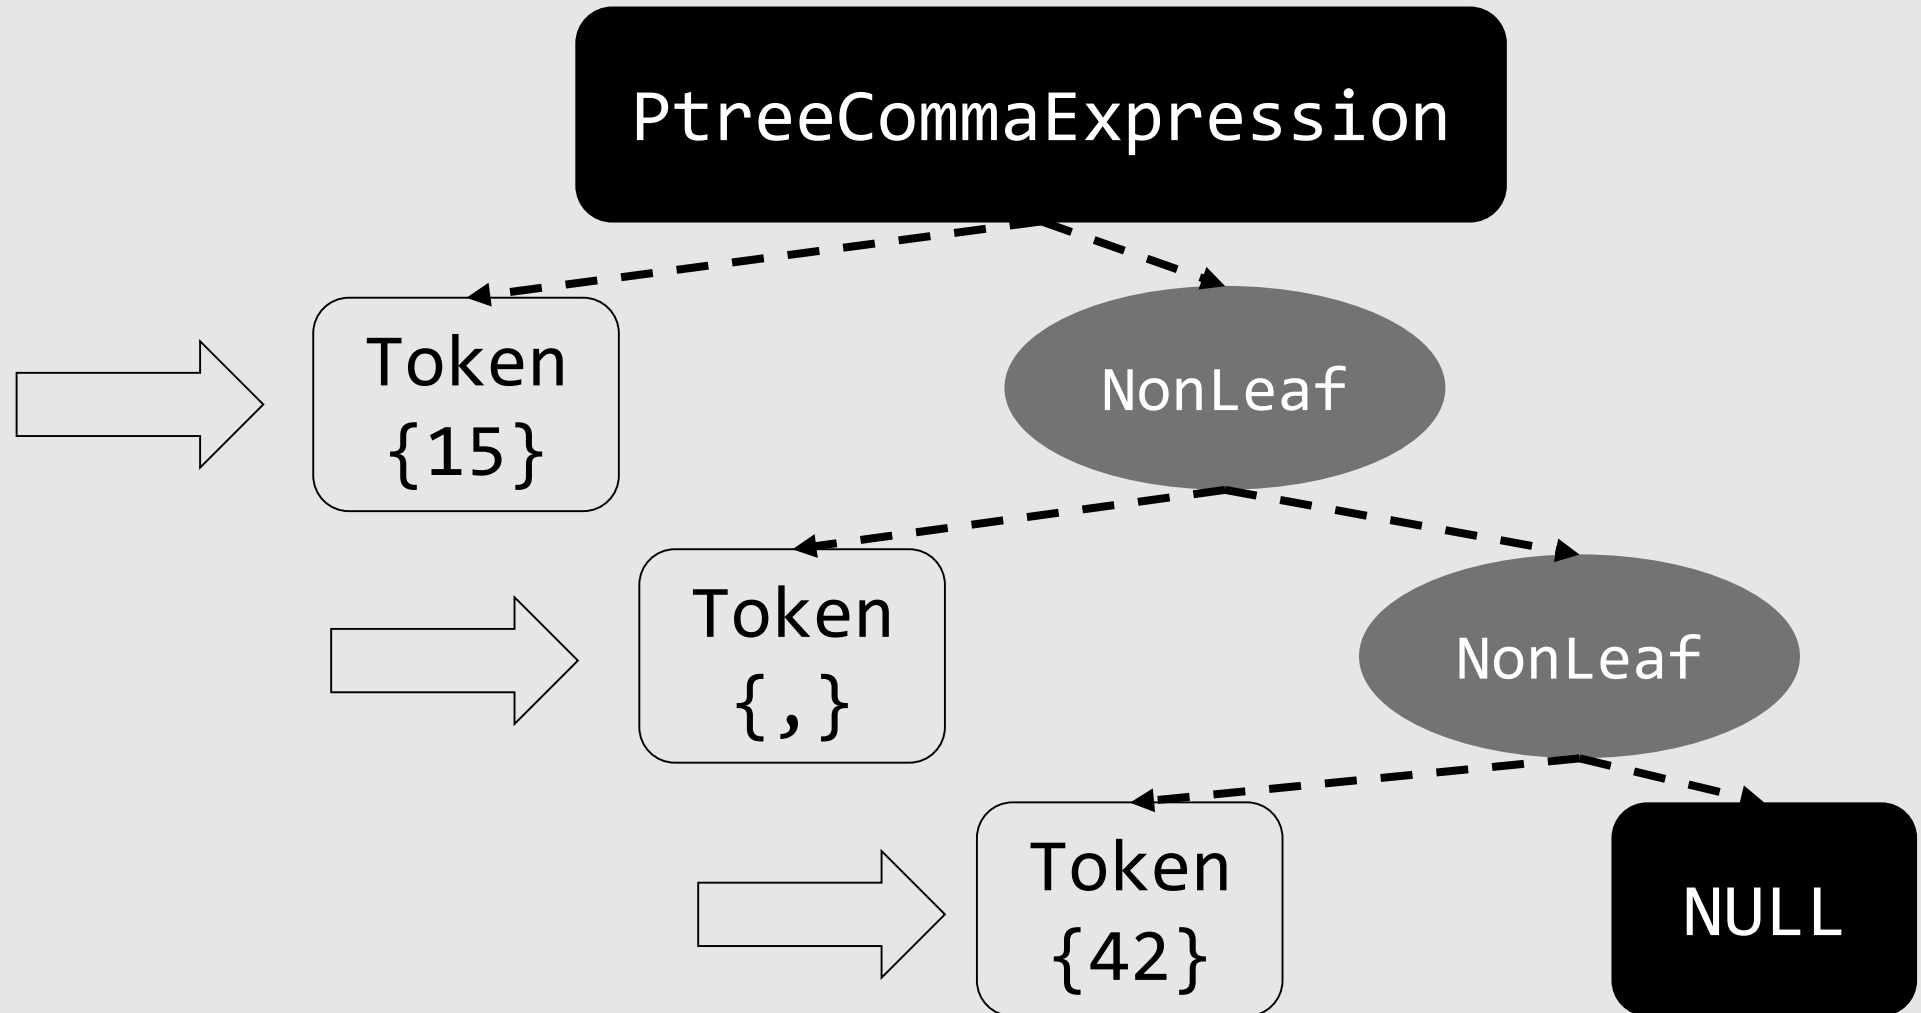 PtreeCommaExpression
Token
{15}
NonLeaf
Token
{,}
NonLeaf
Token
{42}
NULL